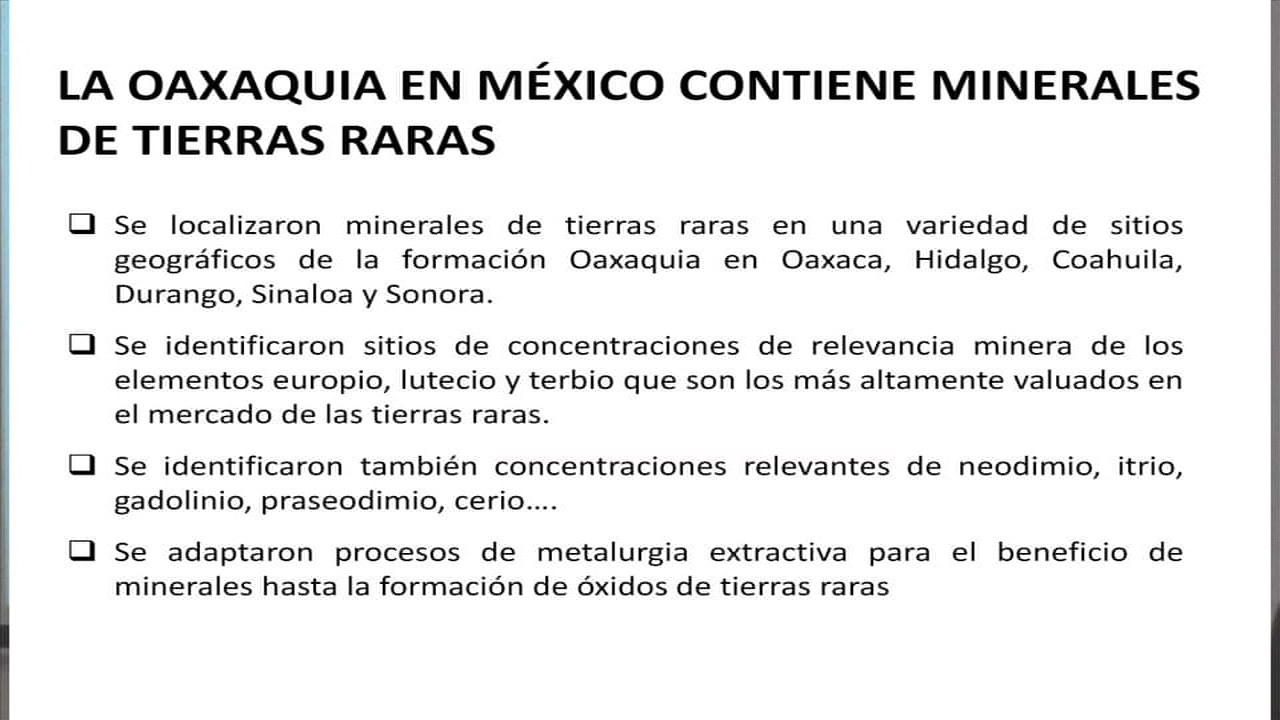 LA OAXAQUIA EN MÉXICO CONTIENE MINERALES
DE TIERRAS RARAS
❑ Se localizaron minerales de tierras raras en una variedad de sitios
geográficos de la formación Oaxaquia en Oaxaca, Hidalgo, Coahuila,
Durango, Sinaloa y Sonora.
❑ Se identificaron sitios de concentraciones de relevancia minera de los
elementos europio, lutecio y terbio que son los más altamente valuados en
el mercado de las tierras raras.
❑ Se identificaron también concentraciones relevantes de neodimio, itrio,
gadolinio, praseodimio, cerio....
❑ Se adaptaron procesos de metalurgia extractiva para el beneficio de
minerales hasta la formación de óxidos de tierras raras